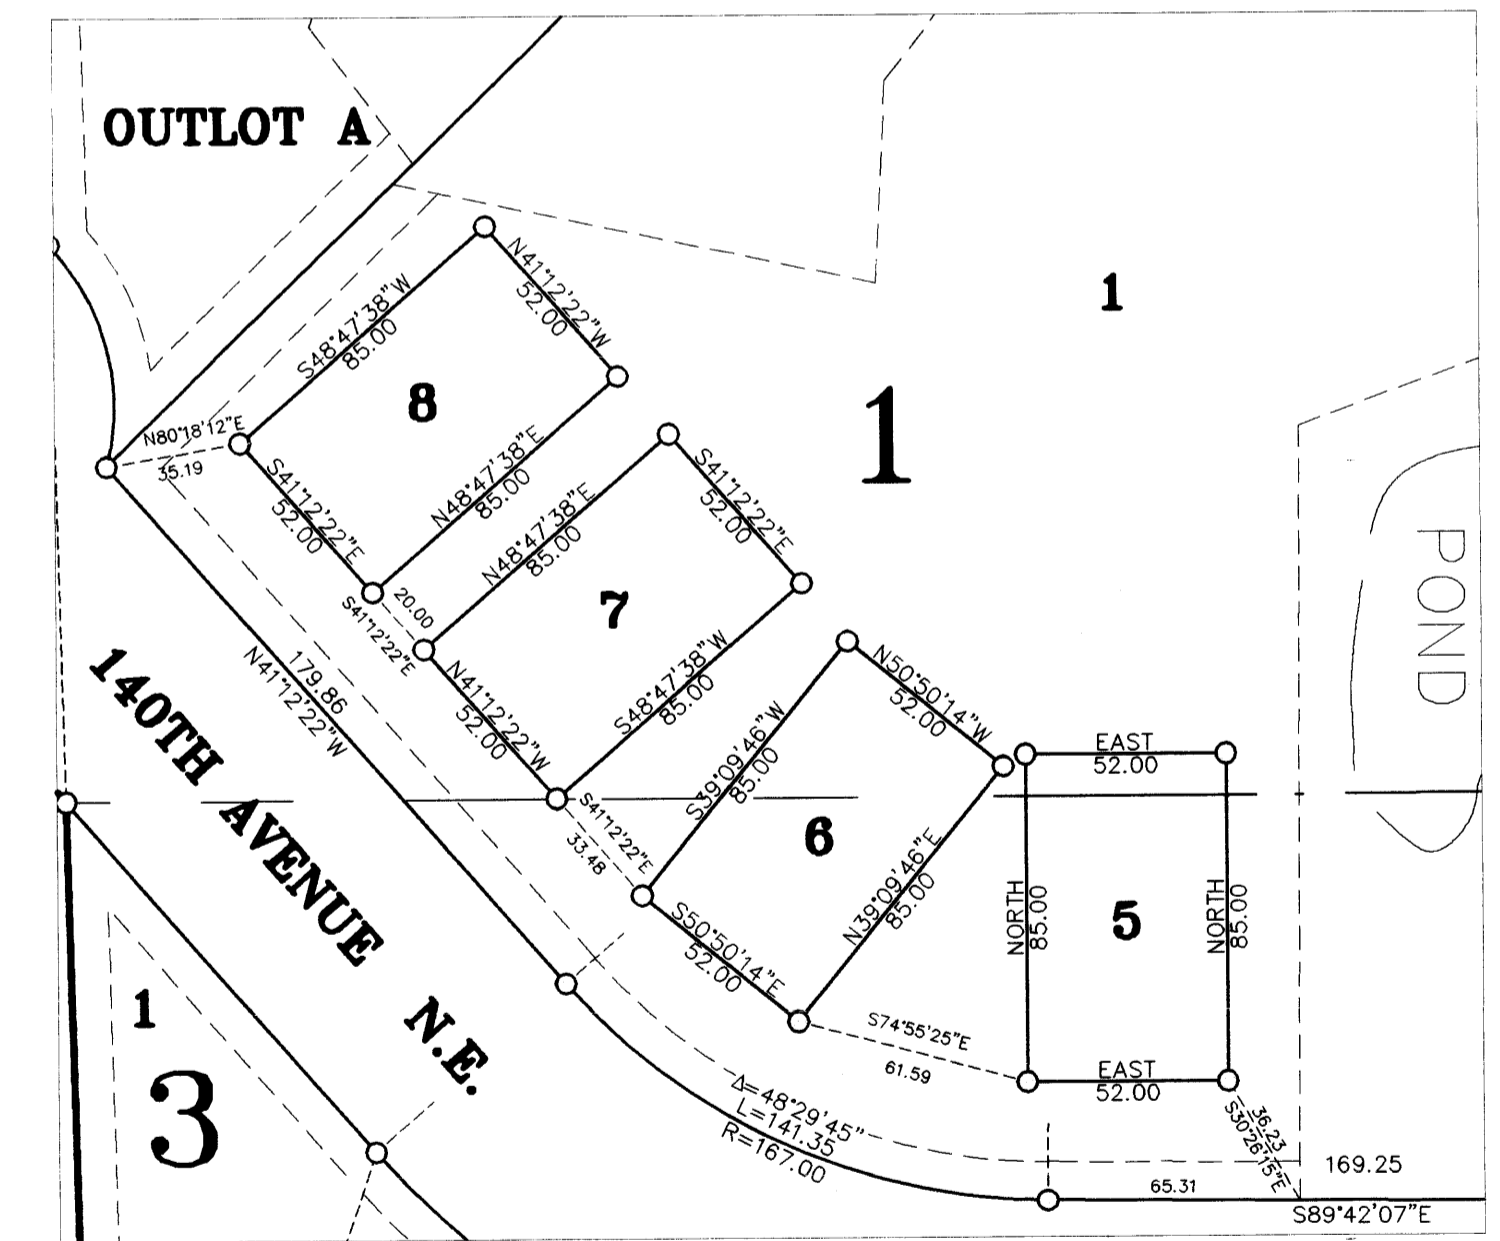 OUTLOT A
1
1
N41°12'22"W
52.00
S48°47'38"W
85.00
8
N80°18'12"E
35.19
S41°12'22"E
52.00
N48°47'38"E
85.00
N48°47'38"E
85.00
S41°12'22"E
52.00
7
20.00
S41°12'22"E
N41°12'22"W
52.00
S48°47'38"W
85.00
179.86
N41°12'22"W
140TH AVENUE N.E.
S41°12'22"E
33.48
N50°50'14"W
52.00
S39°09'46"W
85.00
6
N39°09'46"E
85.00
S50°50'14"E
52.00
EAST
52.00
NORTH
85.00
5
NORTH
85.00
EAST
52.00
S74°55'25"E
61.59
36.23
S30°26'15"E
POND
Δ=48°29'45"
L=141.35
R=167.00
65.31
169.25
S89°42'07"E
1
3